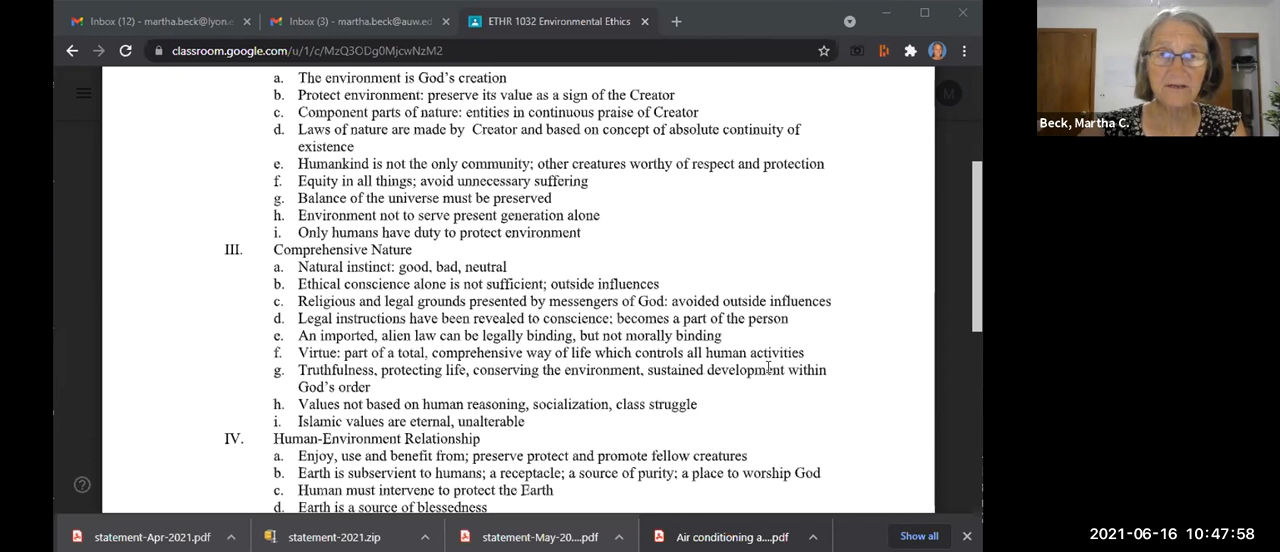 Inbox (12) - martha.beck@lyon.e
Inbox (3) - martha.beck@auw.ed
ETHR 1032 Environmental Ethics
classroom.google.com/u/1/c/MzQ3ODg0MjcwNzM2
M
a. The environment is God's creation
b. Protect environment: preserve its value as a sign of the Creator
c. Component parts of nature: entities in continuous praise of Creator
d. Laws of nature are made by Creator and based on concept of absolute continuity of
existence
e. Humankind is not the only community; other creatures worthy of respect and protection
f. Equity in all things; avoid unnecessary suffering
g. Balance of the universe must be preserved
h. Environment not to serve present generation alone
i. Only humans have duty to protect environment
III. Comprehensive Nature
a. Natural instinct: good, bad, neutral
b. Ethical conscience alone is not sufficient; outside influences
c. Religious and legal grounds presented by messengers of God: avoided outside influences
d. Legal instructions have been revealed to conscience; becomes a part of the person
e. An imported, alien law can be legally binding, but not morally binding
f. Virtue: part of a total, comprehensive way of life which controls all human activities
g. Truthfulness, protecting life, conserving the environment, sustained development within
God's order
h. Values not based on human reasoning, socialization, class struggle
i. Islamic values are eternal, unalterable
IV. Human-Environment Relationship
a. Enjoy, use and benefit from; preserve protect and promote fellow creatures
b. Earth is subservient to humans; a receptacle; a source of purity; a place to worship God
c. Human must intervene to protect the Earth
d. Earth is a source of blessedness
statement-Apr-2021.pdf
statement-2021.zip
statement-May-20....pdf
Air conditioning a....pdf
Show all
Beck, Martha C.
2021-06-16 10:47:58